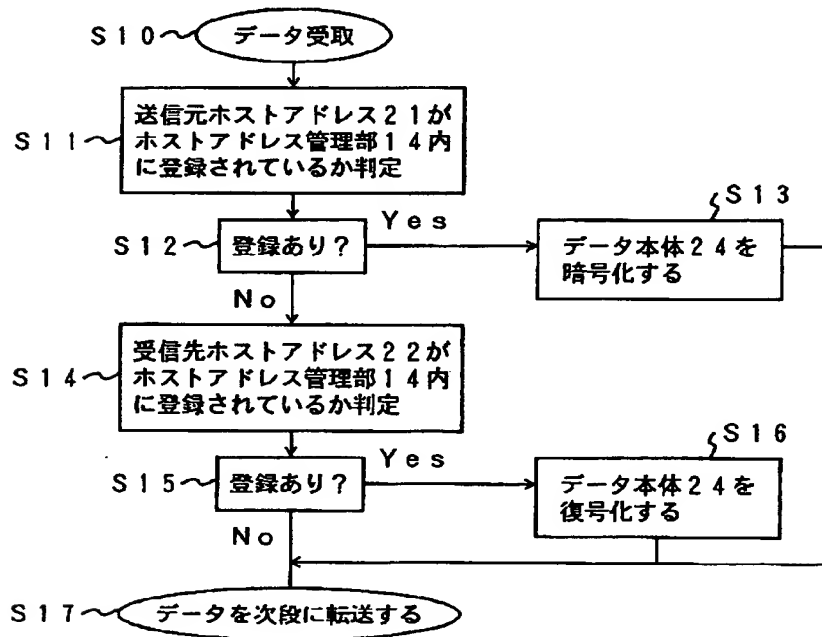 S10 データ受取
送信元ホストアドレス21が
S11 ホストアドレス管理部14内
に登録されているか判定
S13
Yes
S12 登録あり？
データ本体24を
暗号化する
No
受信先ホストアドレス22が
S14 ホストアドレス管理部14内
に登録されているか判定
S16
Yes
S15 登録あり？
データ本体24を
復号化する
No
S17 データを次段に転送する